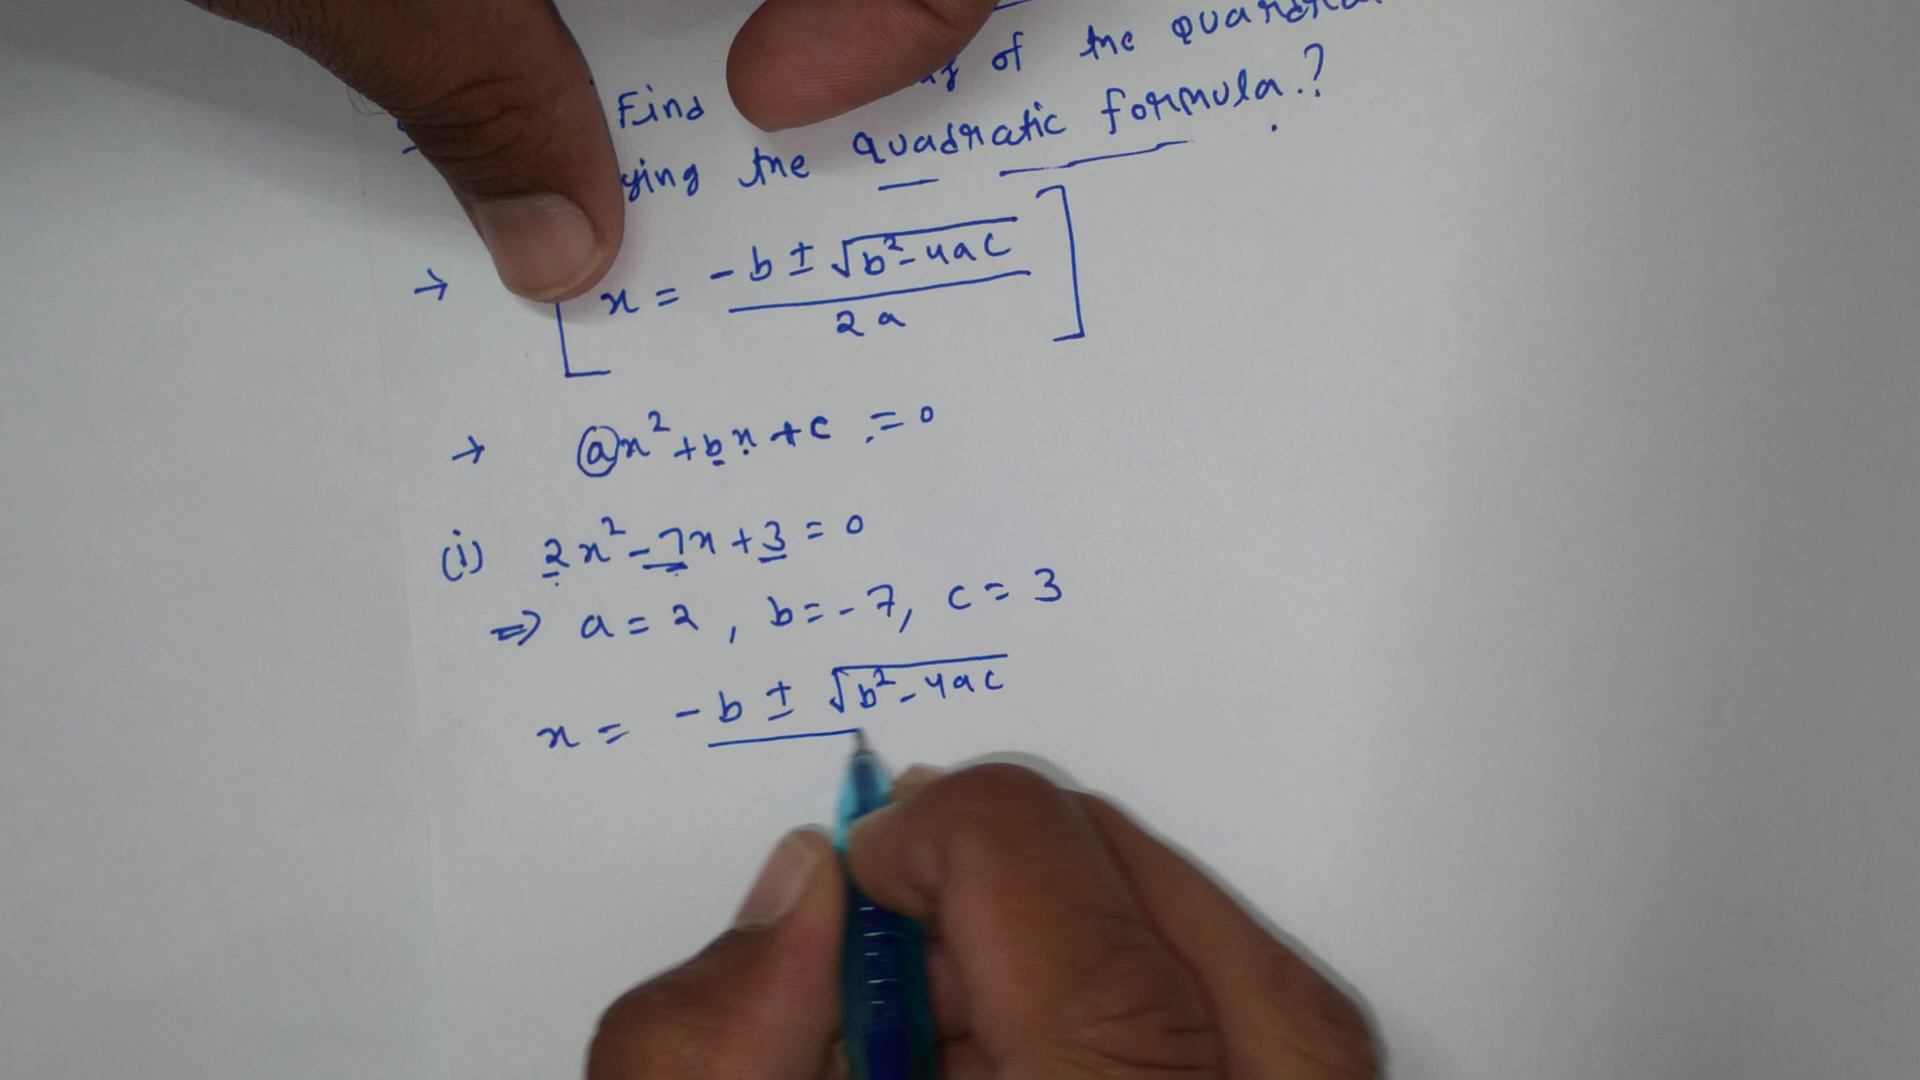 Find of the
ying the quadratic formula.?
→ [x = -b ± √b²-4ac / 2a]
→ ax²+bx+c = 0
(i) 2x²-7x+3=0
⇒ a=2, b=-7, c=3
x = -b ± √b²-4ac